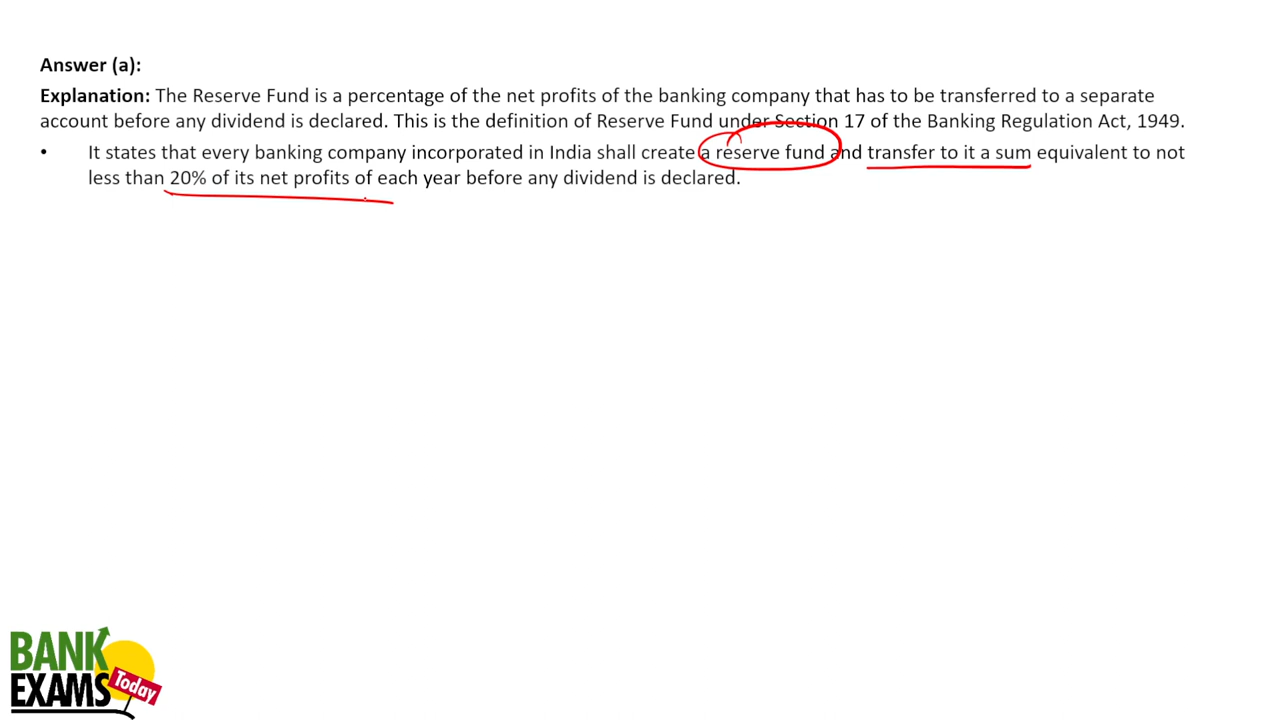 Answer (a):
Explanation: The Reserve Fund is a percentage of the net profits of the banking company that has to be transferred to a separate
account before any dividend is declared. This is the definition of Reserve Fund under Section 17 of the Banking Regulation Act, 1949.
• It states that every banking company incorporated in India shall create a reserve fund and transfer to it a sum equivalent to not
less than 20% of its net profits of each year before any dividend is declared.
BANK
EXAMS
Today